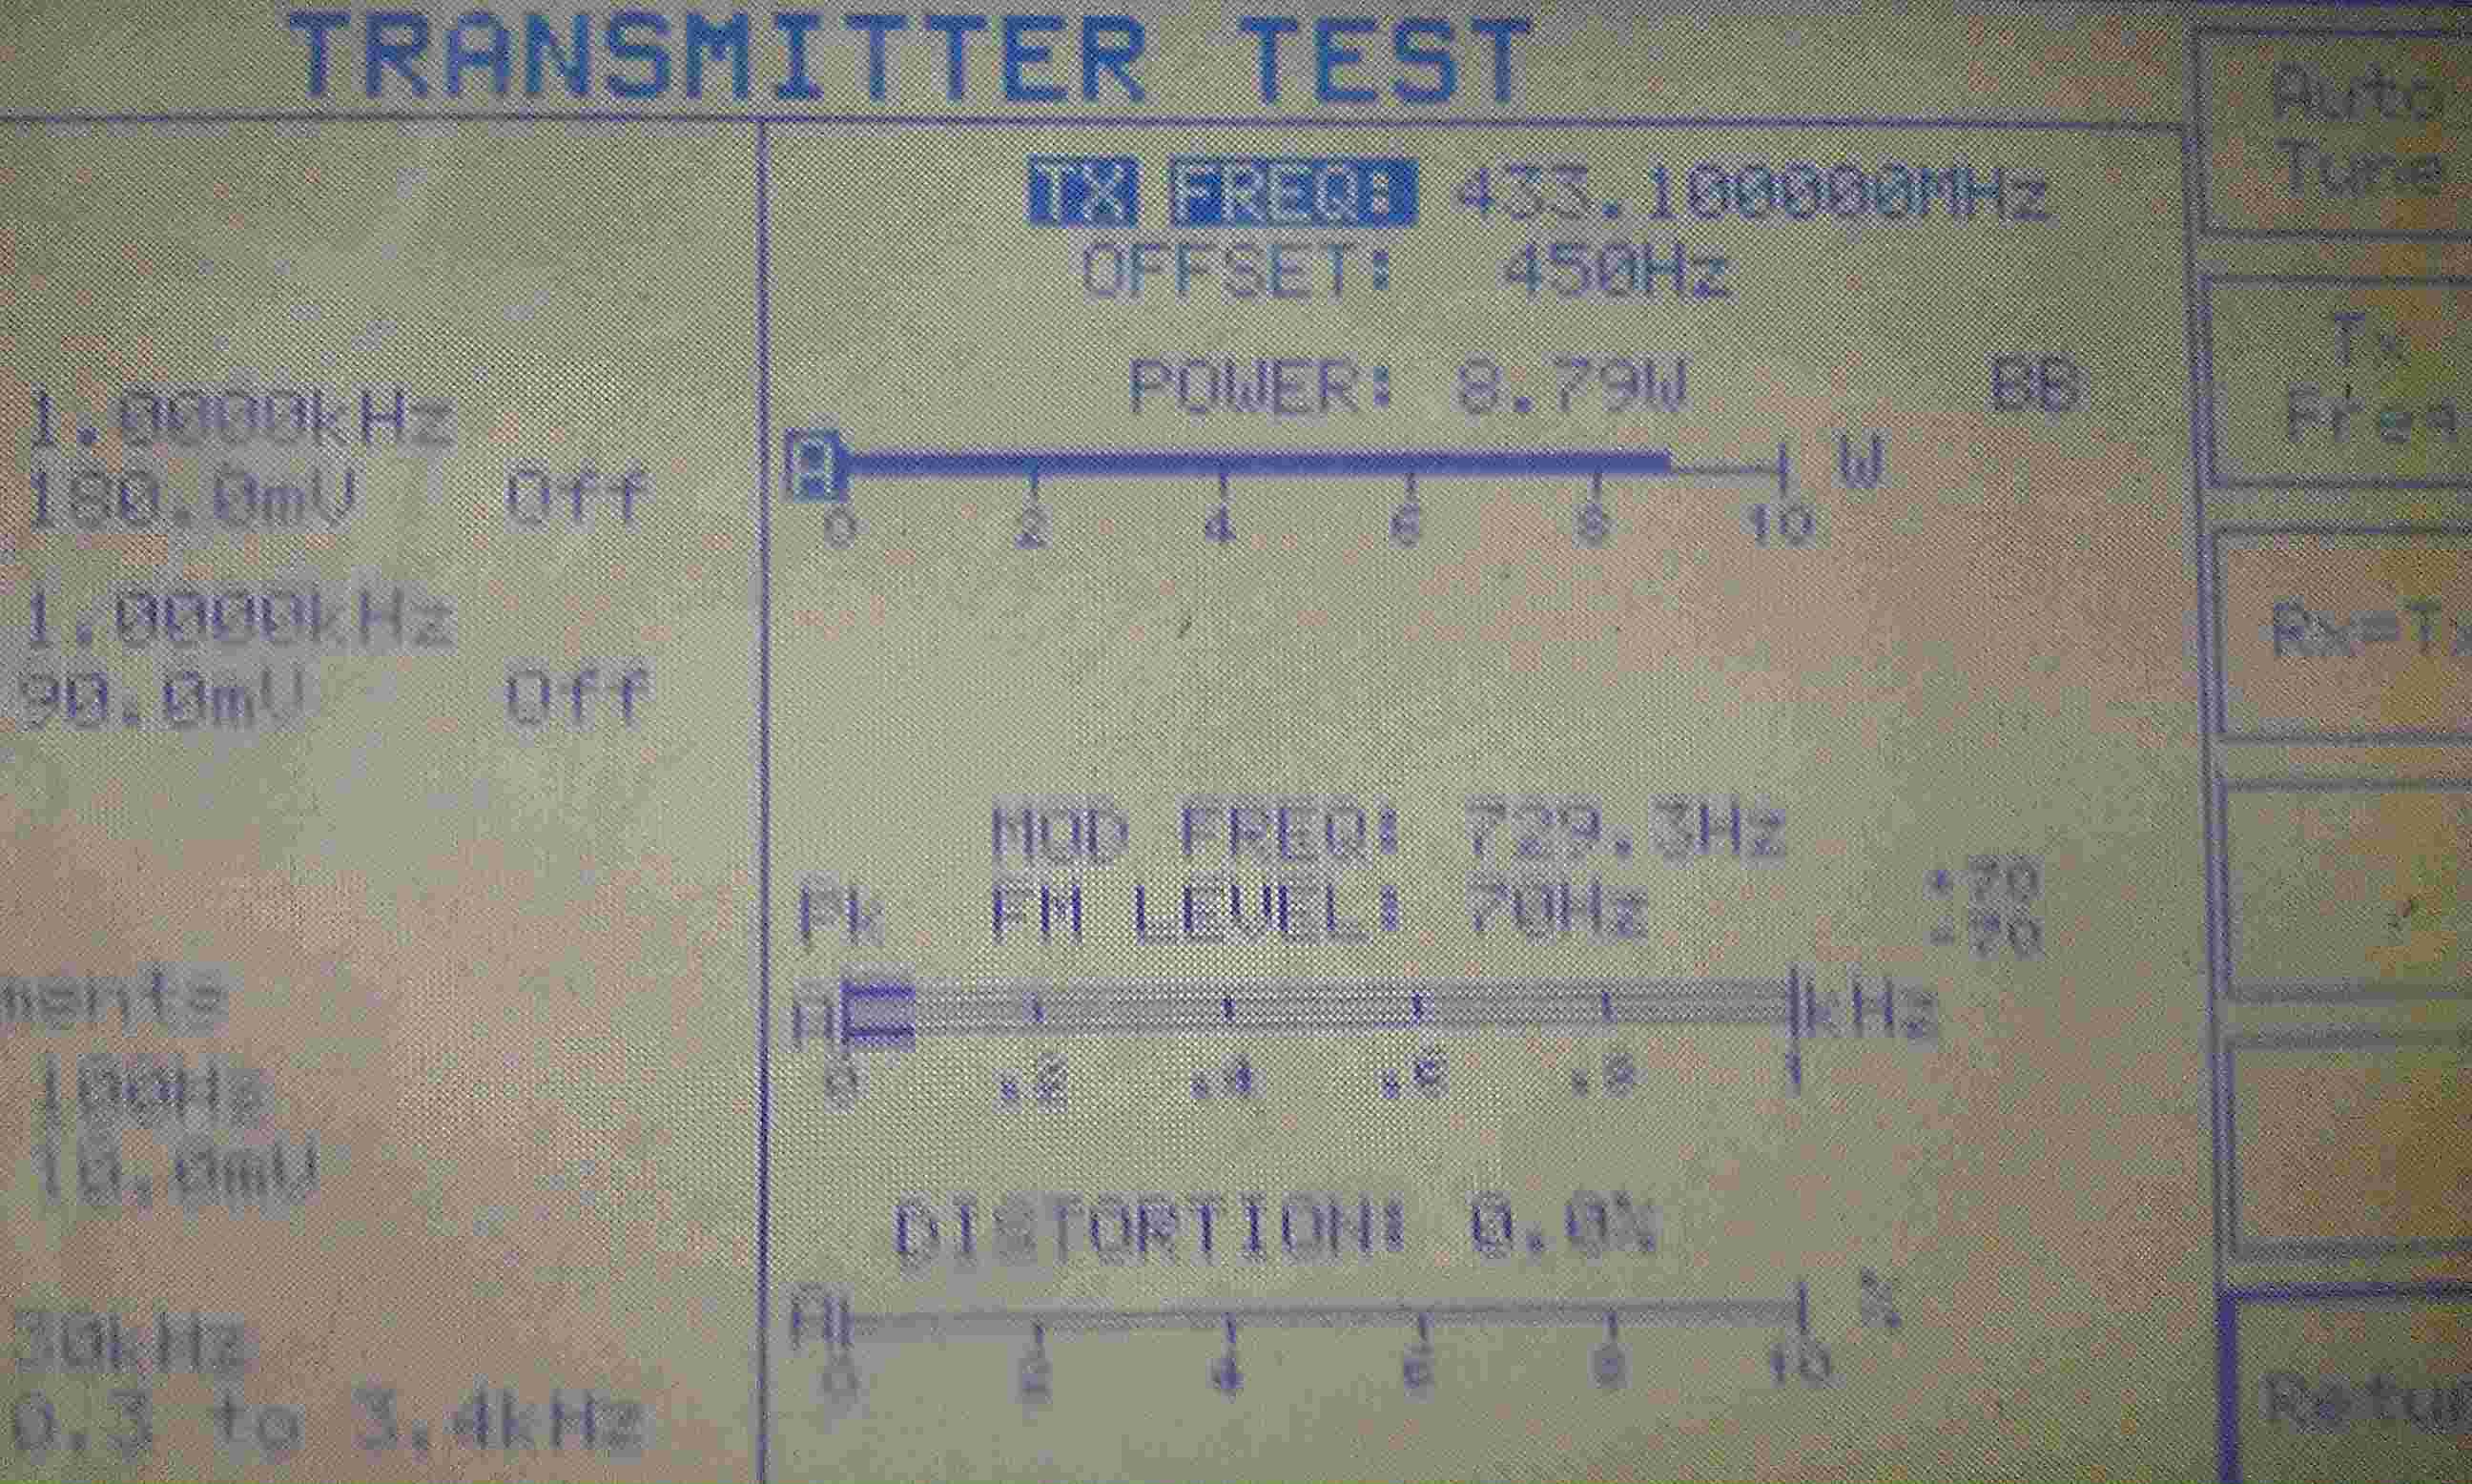 TRANSMITTER TEST
1.0000kHz
180.0mV Off
1.0000kHz
90.0mV Off
ments
100Hz
10.0mV
30kHz
0.3 to 3.4kHz
TX FREQ: 433.100000MHz
OFFSET: 450Hz
POWER: 8.79W BB
A W
0 2 4 6 8 10
MOD FREQ: 729.3Hz
Pk FM LEVEL: 70Hz
+70
-70
A kHz
0 .2 .4 .6 .8 1
DISTORTION: 0.0%
A %
0 2 4 6 8 10
Auto
Tune
Tx
Freq
Rx=Tx
Retur